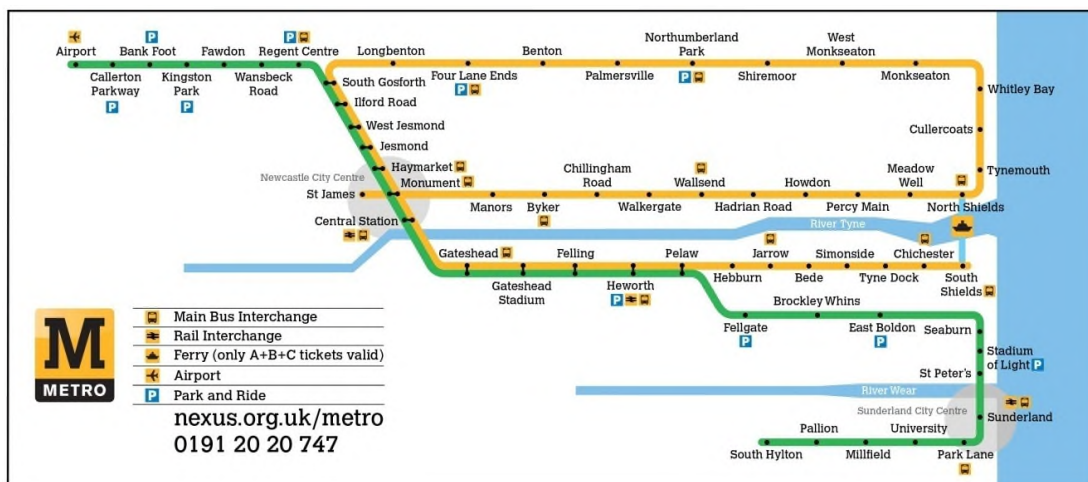 Airport
Bank Foot
Fawdon
Regent Centre
Callerton
Parkway
Kingston
Park
Wansbeck
Road
Longbenton
Benton
Northumberland
Park
West
Monkseaton
Four Lane Ends
Palmersville
Shiremoor
Monkseaton
South Gosforth
Ilford Road
West Jesmond
Jesmond
Haymarket
Newcastle City Centre
Monument
St James
Central Station
Whitley Bay
Cullercoats
Tynemouth
Chillingham
Road
Wallsend
Howdon
Meadow
Well
Manors
Byker
Walkergate
Hadrian Road
Percy Main
North Shields
River Tyne
Gateshead
Felling
Pelaw
Jarrow
Simonside
Chichester
Gateshead
Stadium
Heworth
Hebburn
Bede
Tyne Dock
South
Shields
Brockley Whins
Fellgate
East Boldon
Seaburn
Stadium
of Light
St Peter's
River Wear
Sunderland City Centre
Sunderland
Pallion
University
South Hylton
Millfield
Park Lane
M
METRO
Main Bus Interchange
Rail Interchange
Ferry (only A+B+C tickets valid)
Airport
P Park and Ride
nexus.org.uk/metro
0191 20 20 747